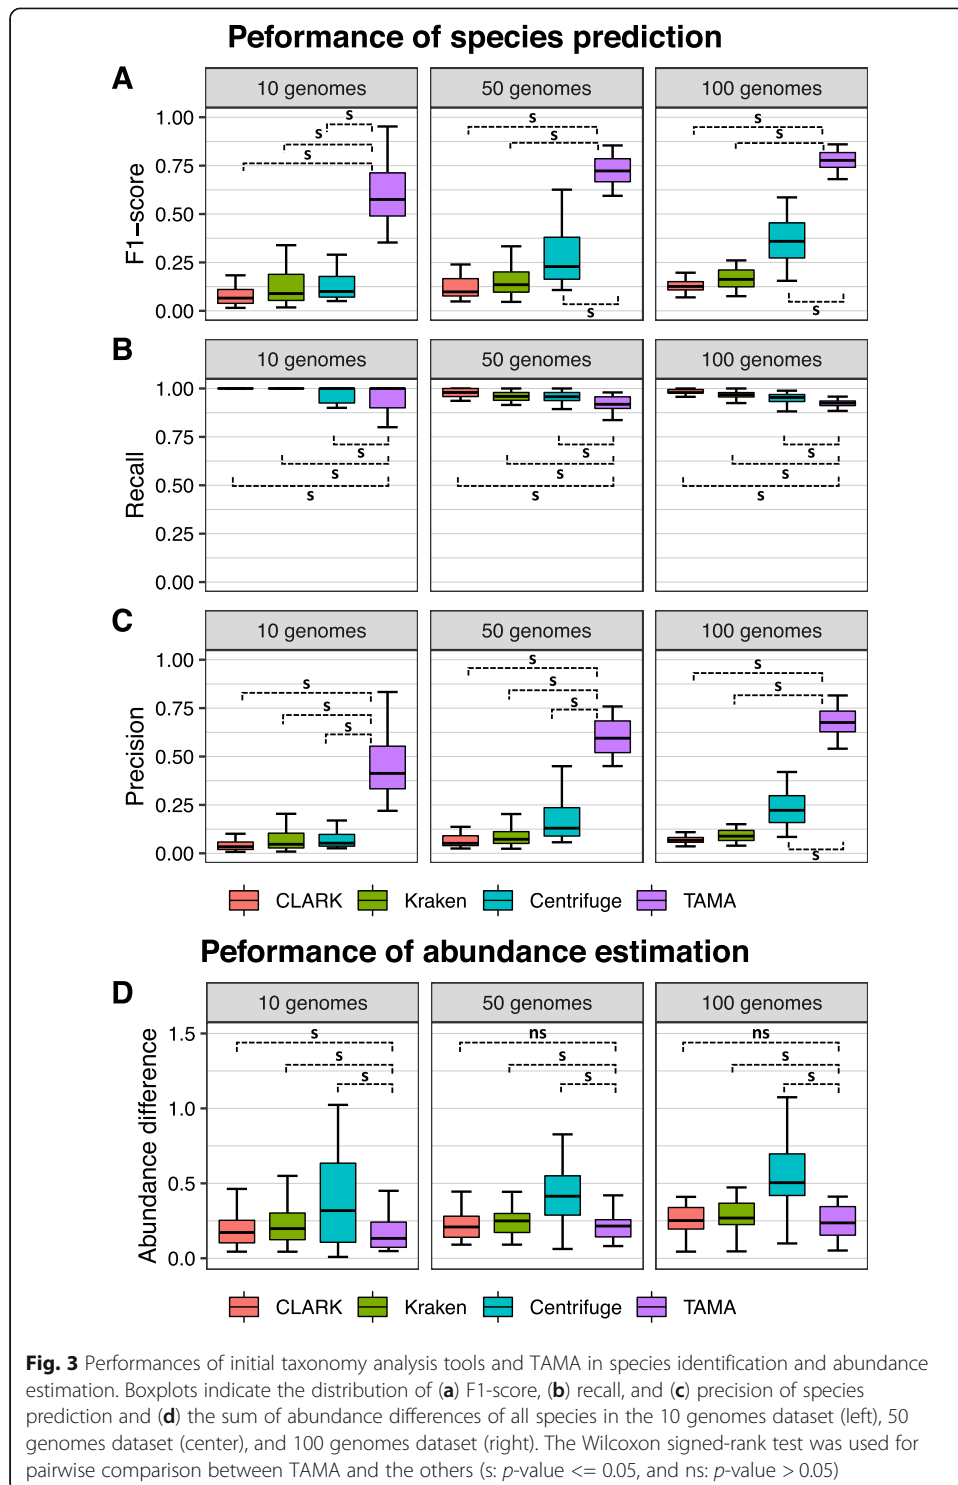 Peformance of species prediction
A
10 genomes 50 genomes 100 genomes
F1-score
1.00
0.75
0.50
0.25
0.00
s
s
s
s
s
s
s
s
s
B
10 genomes 50 genomes 100 genomes
Recall
1.00
0.75
0.50
0.25
0.00
s
s
s
s
s
s
s
s
s
C
10 genomes 50 genomes 100 genomes
Precision
1.00
0.75
0.50
0.25
0.00
s
s
s
s
s
s
s
s
s
CLARK Kraken Centrifuge TAMA
Peformance of abundance estimation
D
10 genomes 50 genomes 100 genomes
Abundance difference
1.5
1.0
0.5
0.0
s
s
s
ns
s
s
ns
s
s
CLARK Kraken Centrifuge TAMA
Fig. 3 Performances of initial taxonomy analysis tools and TAMA in species identification and abundance
estimation. Boxplots indicate the distribution of (a) F1-score, (b) recall, and (c) precision of species
prediction and (d) the sum of abundance differences of all species in the 10 genomes dataset (left), 50
genomes dataset (center), and 100 genomes dataset (right). The Wilcoxon signed-rank test was used for
pairwise comparison between TAMA and the others (s: p-value <= 0.05, and ns: p-value > 0.05)